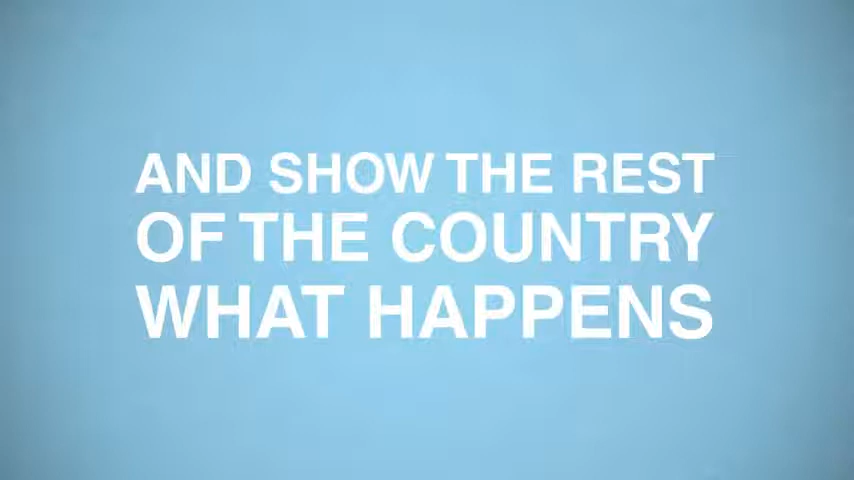 AND SHOW THE REST
OF THE COUNTRY
WHAT HAPPENS